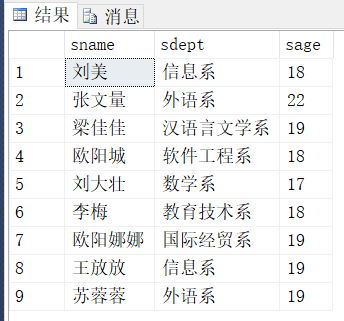 结果 消息
sname sdept sage
1 刘美 信息系 18
2 张文量 外语系 22
3 梁佳佳 汉语言文学系 19
4 欧阳城 软件工程系 18
5 刘大壮 数学系 17
6 李梅 教育技术系 18
7 欧阳娜娜 国际经贸系 19
8 王放放 信息系 19
9 苏蓉蓉 外语系 19